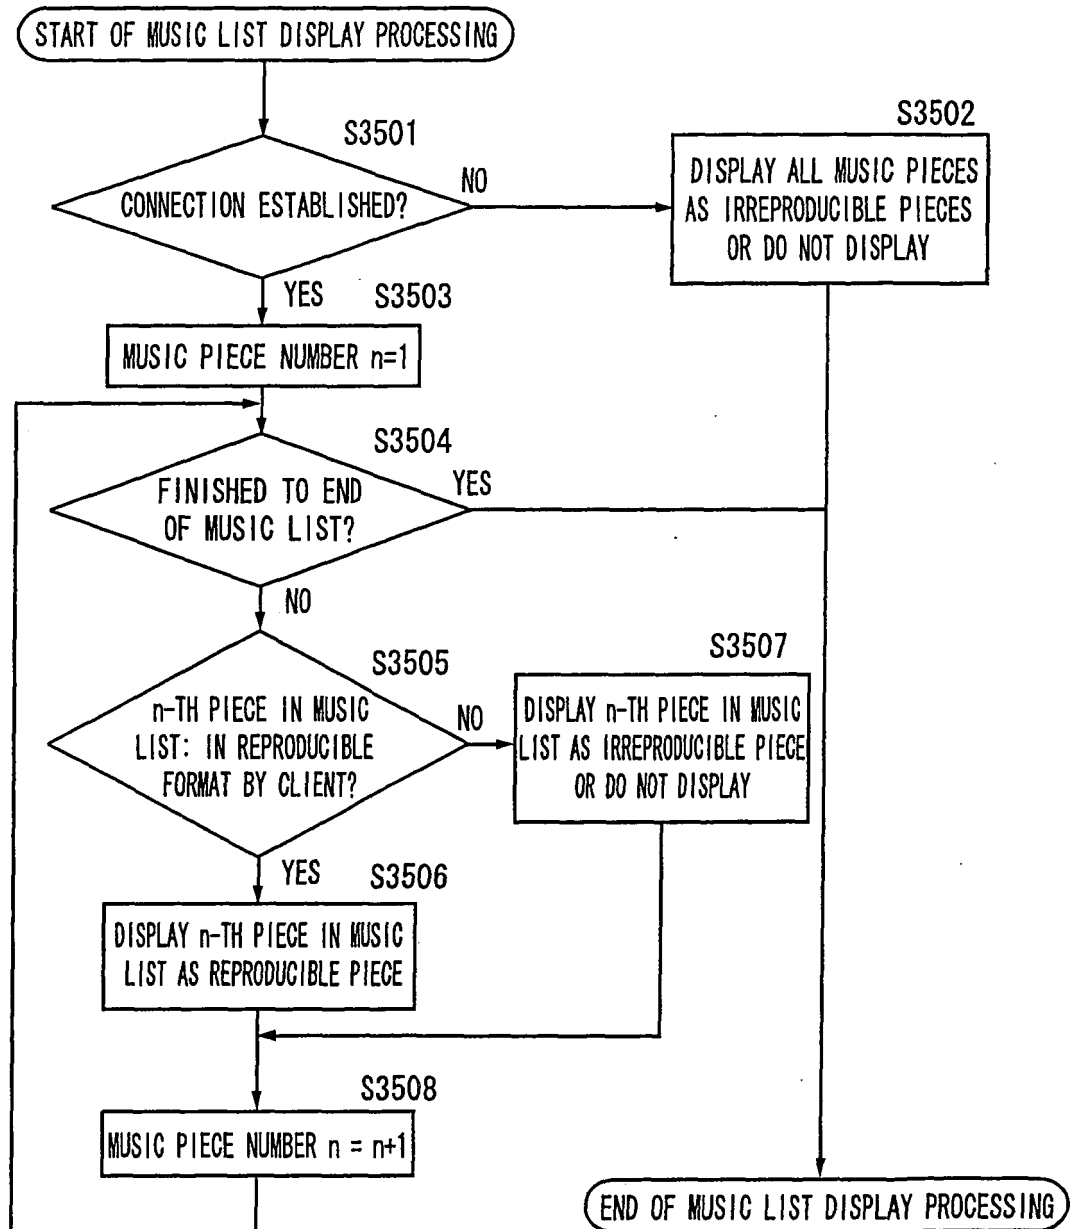 START OF MUSIC LIST DISPLAY PROCESSING
S3501
CONNECTION ESTABLISHED?
NO
S3502
DISPLAY ALL MUSIC PIECES
AS IRREPRODUCIBLE PIECES
OR DO NOT DISPLAY
YES
S3503
MUSIC PIECE NUMBER n=1
S3504
FINISHED TO END
OF MUSIC LIST?
YES
NO
S3505
n-TH PIECE IN MUSIC
LIST: IN REPRODUCIBLE
FORMAT BY CLIENT?
NO
S3507
DISPLAY n-TH PIECE IN MUSIC
LIST AS IRREPRODUCIBLE PIECE
OR DO NOT DISPLAY
YES
S3506
DISPLAY n-TH PIECE IN MUSIC
LIST AS REPRODUCIBLE PIECE
S3508
MUSIC PIECE NUMBER n = n+1
END OF MUSIC LIST DISPLAY PROCESSING